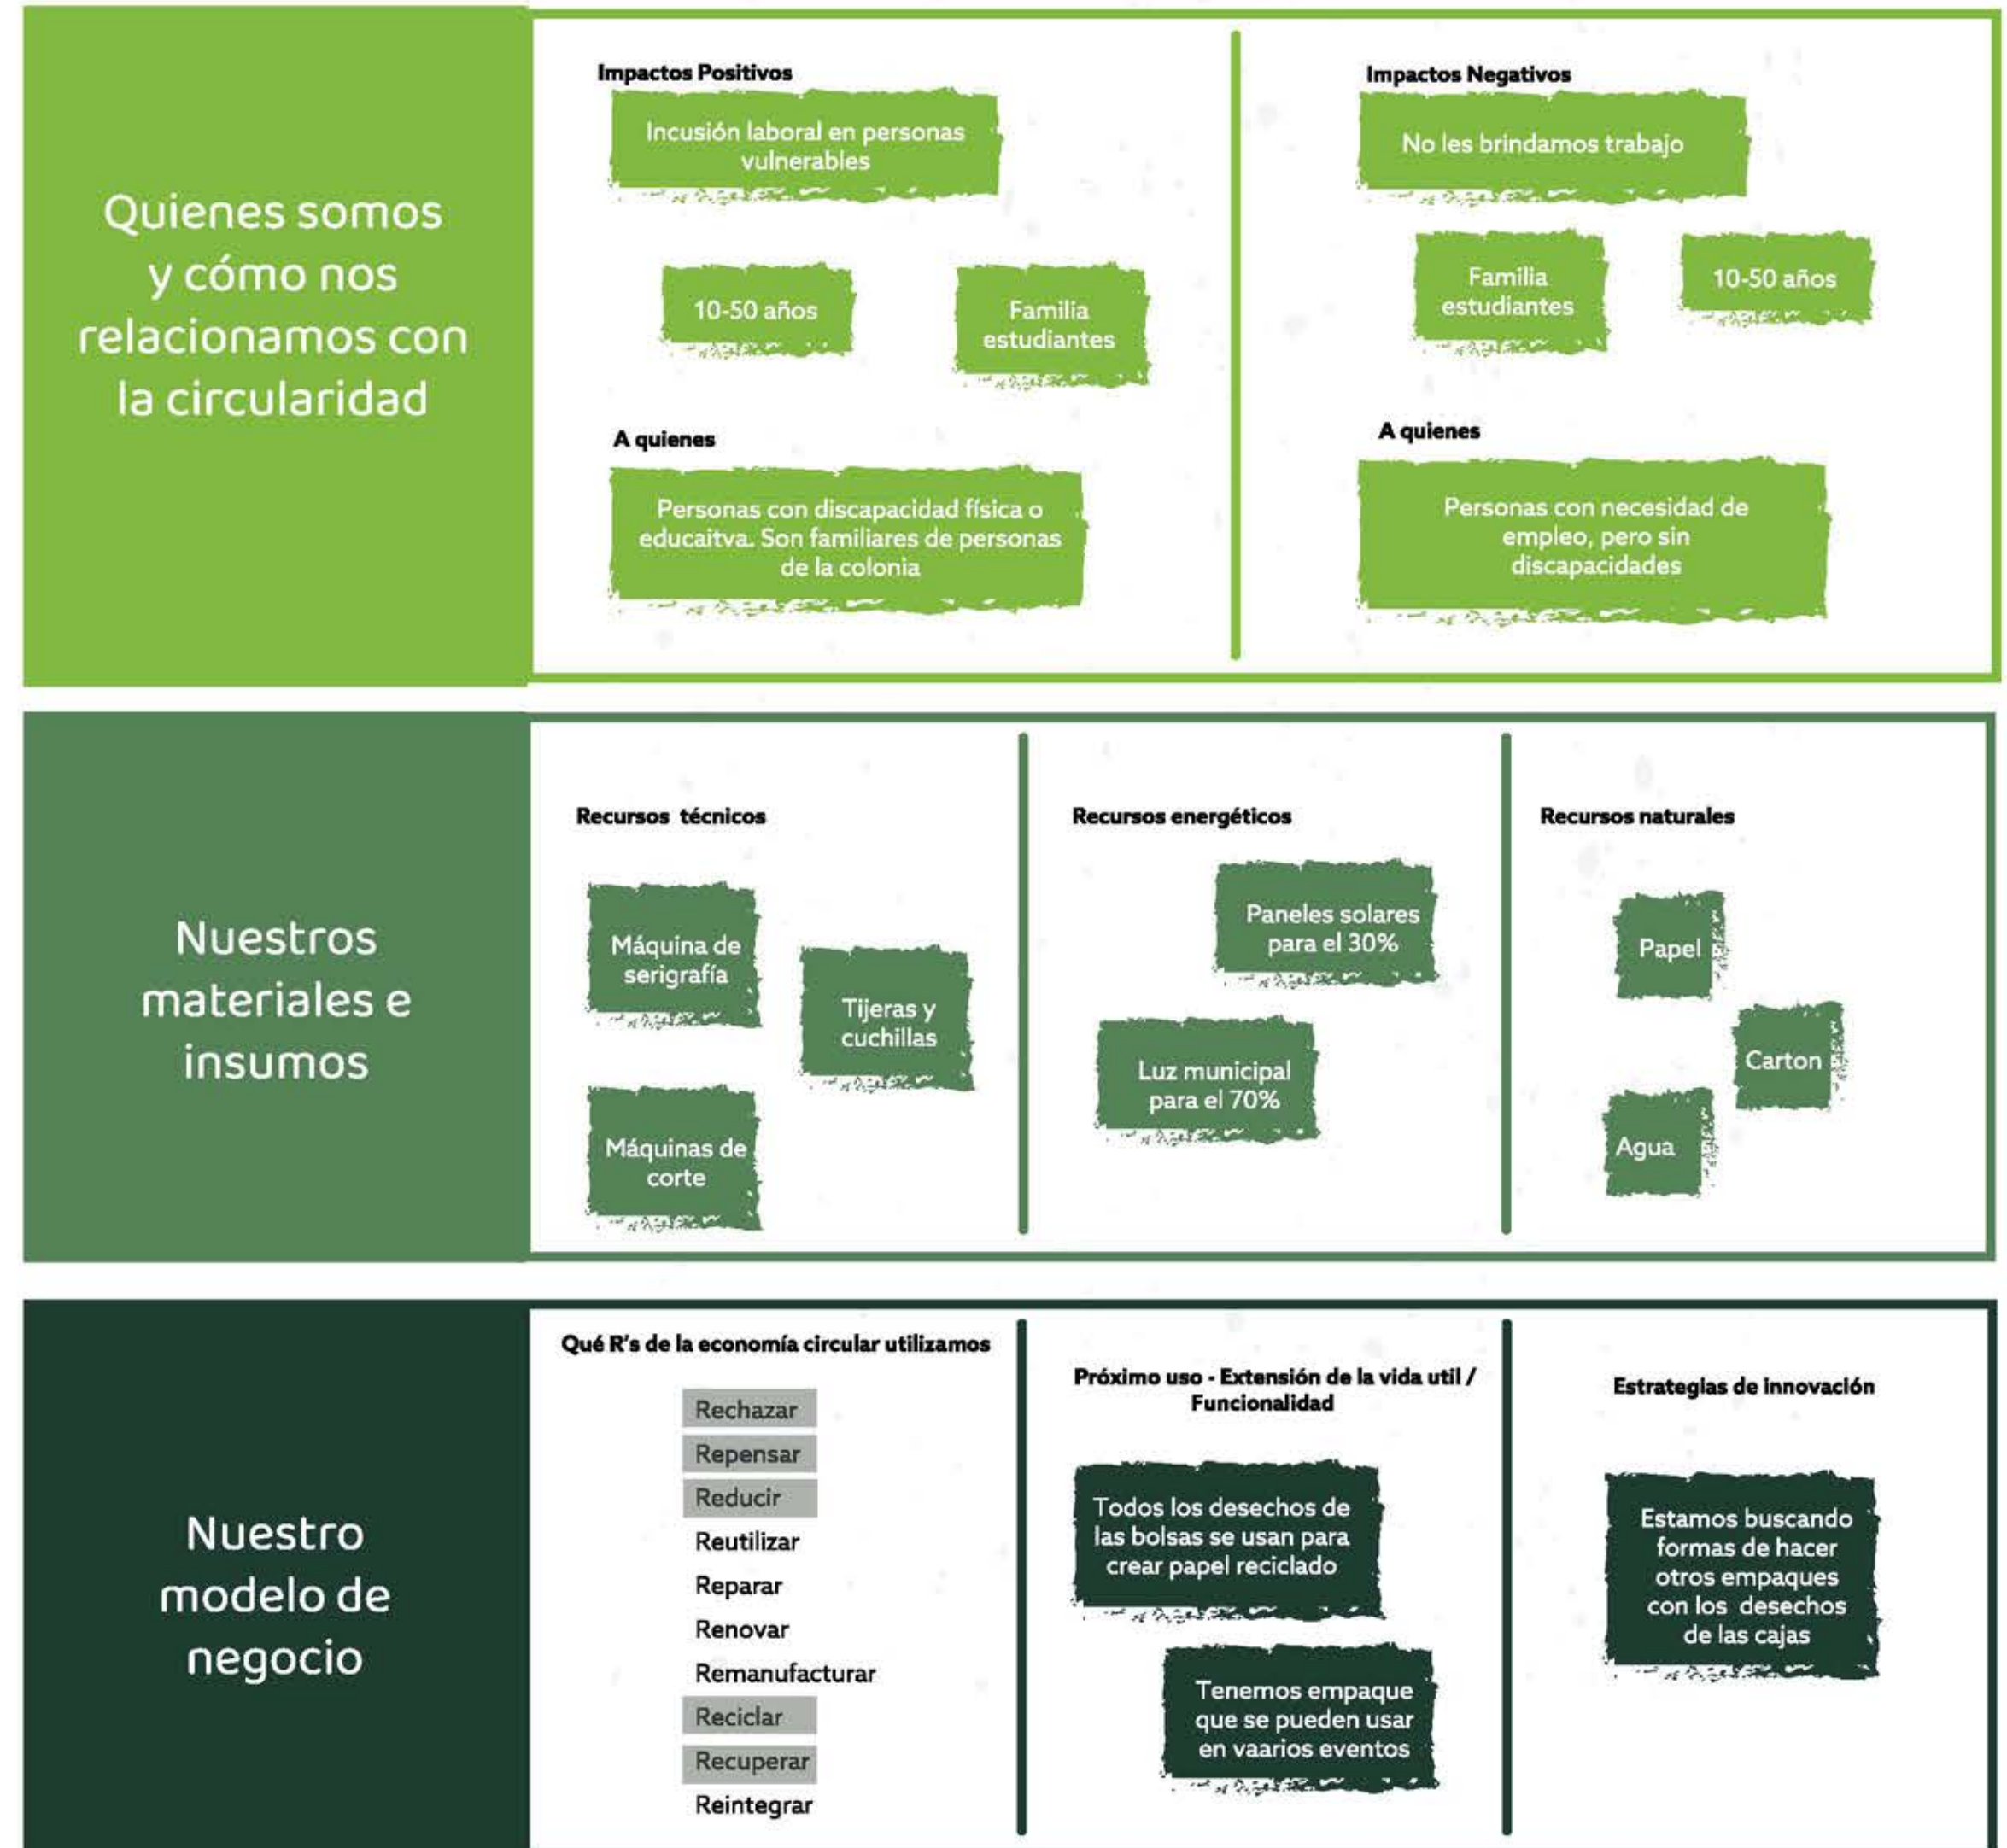 Quienes somos
y cómo nos
relacionamos con
la circularidad
Impactos Positivos
Incusión laboral en personas
vulnerables
10-50 años
Familia
estudiantes
A quienes
Personas con discapacidad física o
educaitva. Son familiares de personas
de la colonia
Impactos Negativos
No les brindamos trabajo
Familia
estudiantes
10-50 años
A quienes
Personas con necesidad de
empleo, pero sin
discapacidades
Nuestros
materiales e
insumos
Recursos técnicos
Máquina de
serigrafía
Tijeras y
cuchillas
Máquinas de
corte
Recursos energéticos
Paneles solares
para el 30%
Luz municipal
para el 70%
Recursos naturales
Papel
Carton
Agua
Nuestro
modelo de
negocio
Qué R's de la economía circular utilizamos
Rechazar
Repensar
Reducir
Reutilizar
Reparar
Renovar
Remanufacturar
Reciclar
Recuperar
Reintegrar
Próximo uso - Extensión de la vida util /
Funcionalidad
Todos los desechos de
las bolsas se usan para
crear papel reciclado
Tenemos empaque
que se pueden usar
en vaarios eventos
Estrategias de innovación
Estamos buscando
formas de hacer
otros empaques
con los desechos
de las cajas